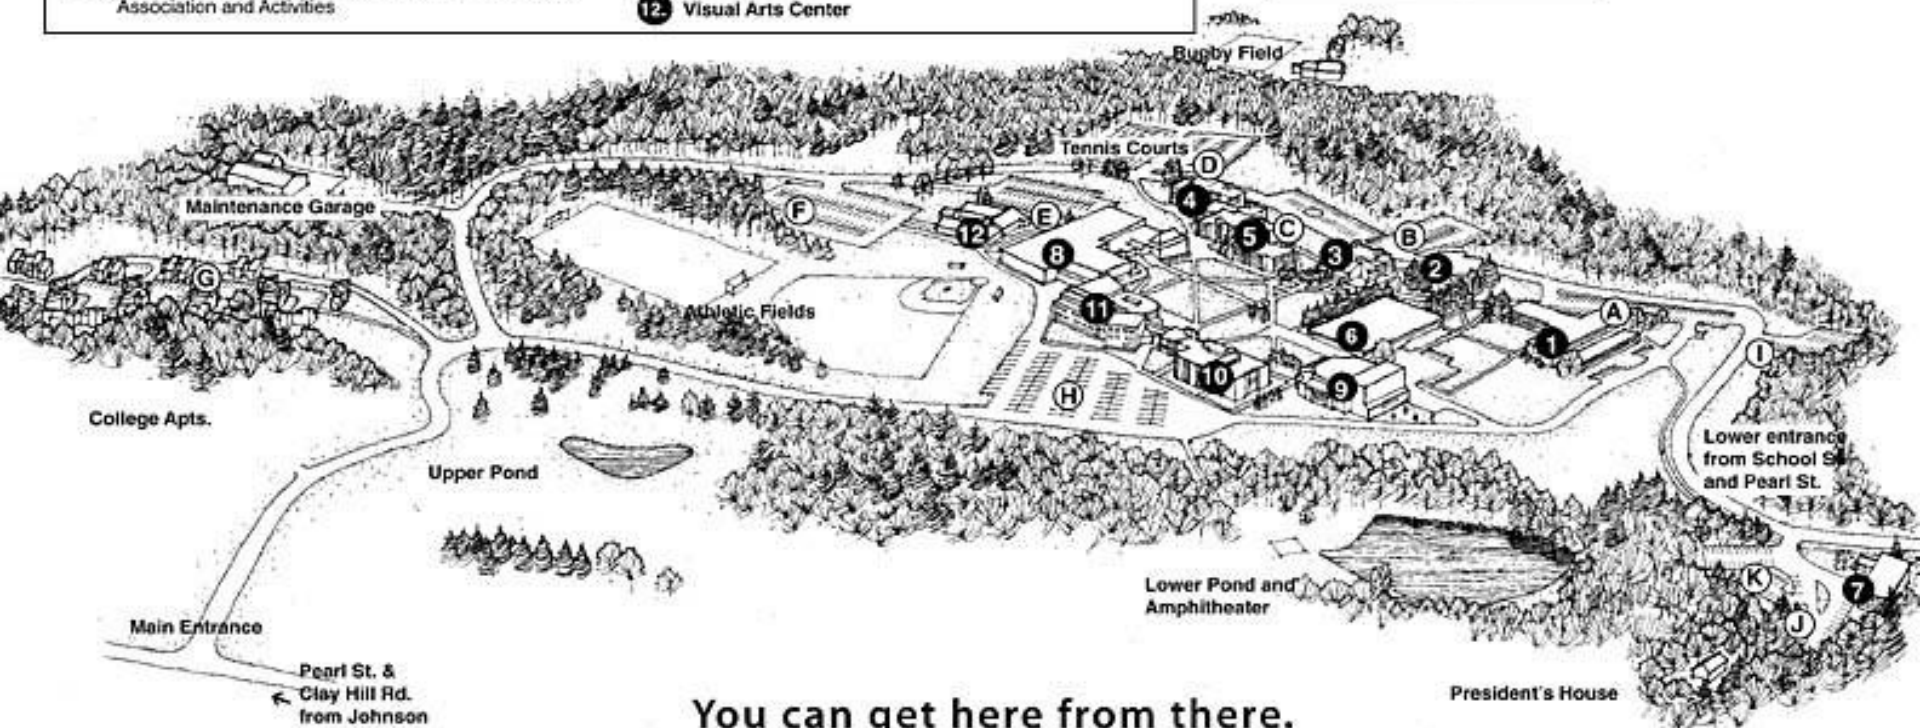 Association and Activities
12. Visual Arts Center
Rugby Field
Tennis Courts
D
4
Maintenance Garage
F
E
12
8
5
C
3
B
2
G
Athletic Fields
11
6
1
A
I
10
9
H
College Apts.
Upper Pond
Lower entrance
from School St
and Pearl St.
Lower Pond and
Amphitheater
K
7
J
Main Entrance
Pearl St. &
Clay Hill Rd.
from Johnson
President's House
You can get here from there.